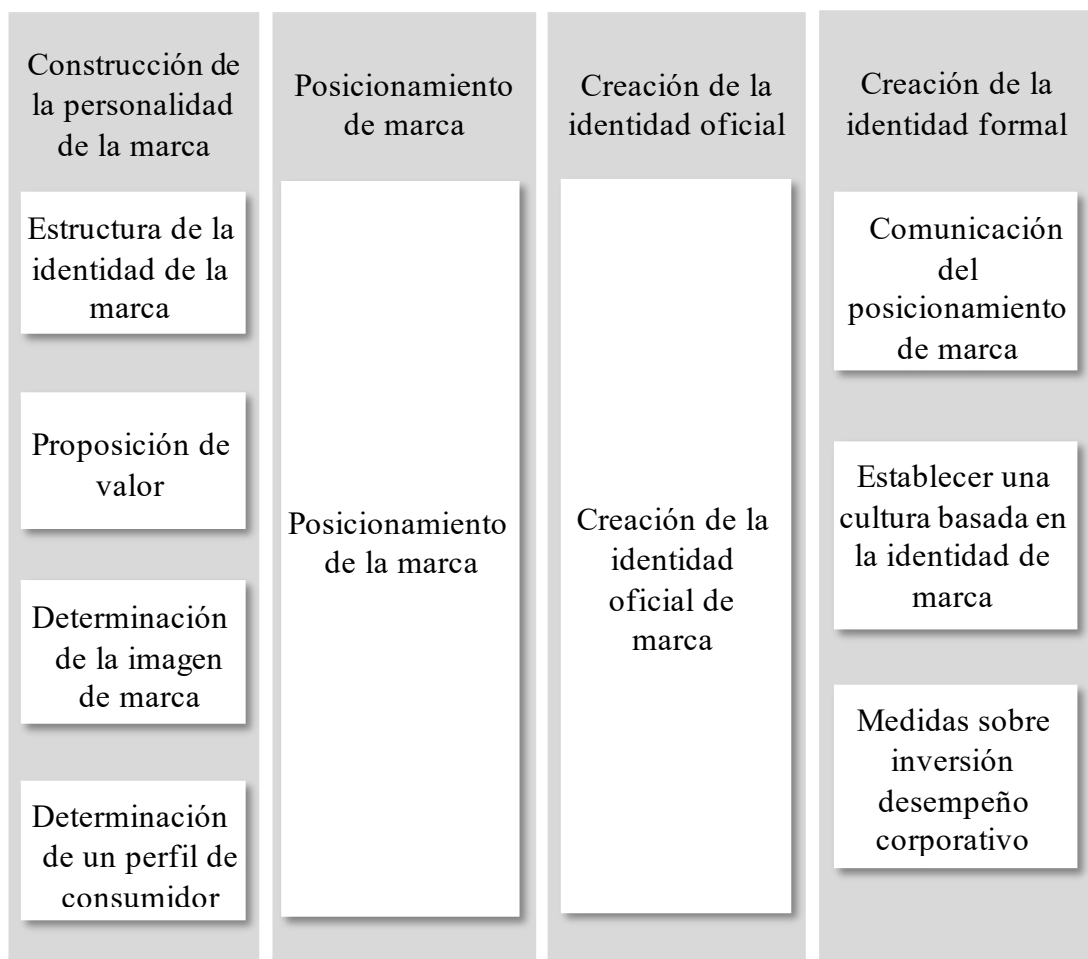 Construcción de
la personalidad
de la marca
Estructura de la
identidad de la
marca
Proposición de
valor
Determinación
de la imagen
de marca
Determinación
de un perfil de
consumidor
Posicionamiento
de marca
Posicionamiento
de la marca
Creación de la
identidad oficial
Creación de la
identidad
oficial de
marca
Creación de la
identidad formal
Comunicación
del
posicionamiento
de marca
Establecer una
cultura basada en
la identidad de
marca
Medidas sobre
inversión
desempeño
corporativo